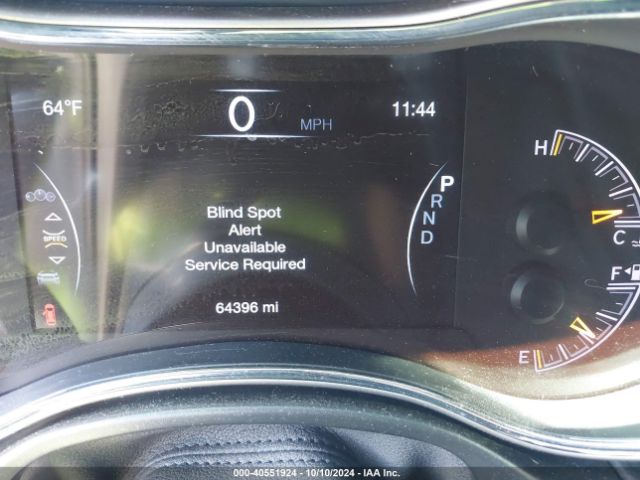 64°F
0
MPH
11:44
H
P
R
N
D
SPEED
Blind Spot
Alert
Unavailable
Service Required
C
F
64396 mi
E
000-40551924 | 10/10/2024 | IAA Inc.